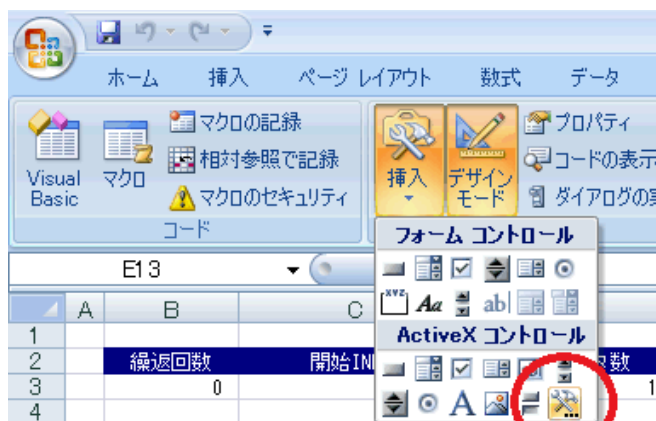 ホーム 挿入 ページ レイアウト 数式 データ
Visual Basic
マクロ
マクロの記録
相対参照で記録
マクロのセキュリティ
コード
挿入
デザイン モード
プロパティ
コードの表示
ダイアログの実
フォーム コントロール
XYZ Aa ab|
ActiveX コントロール
A
E13
A B C
1
2 繰返回数 開始IN 数
3 0 1
4